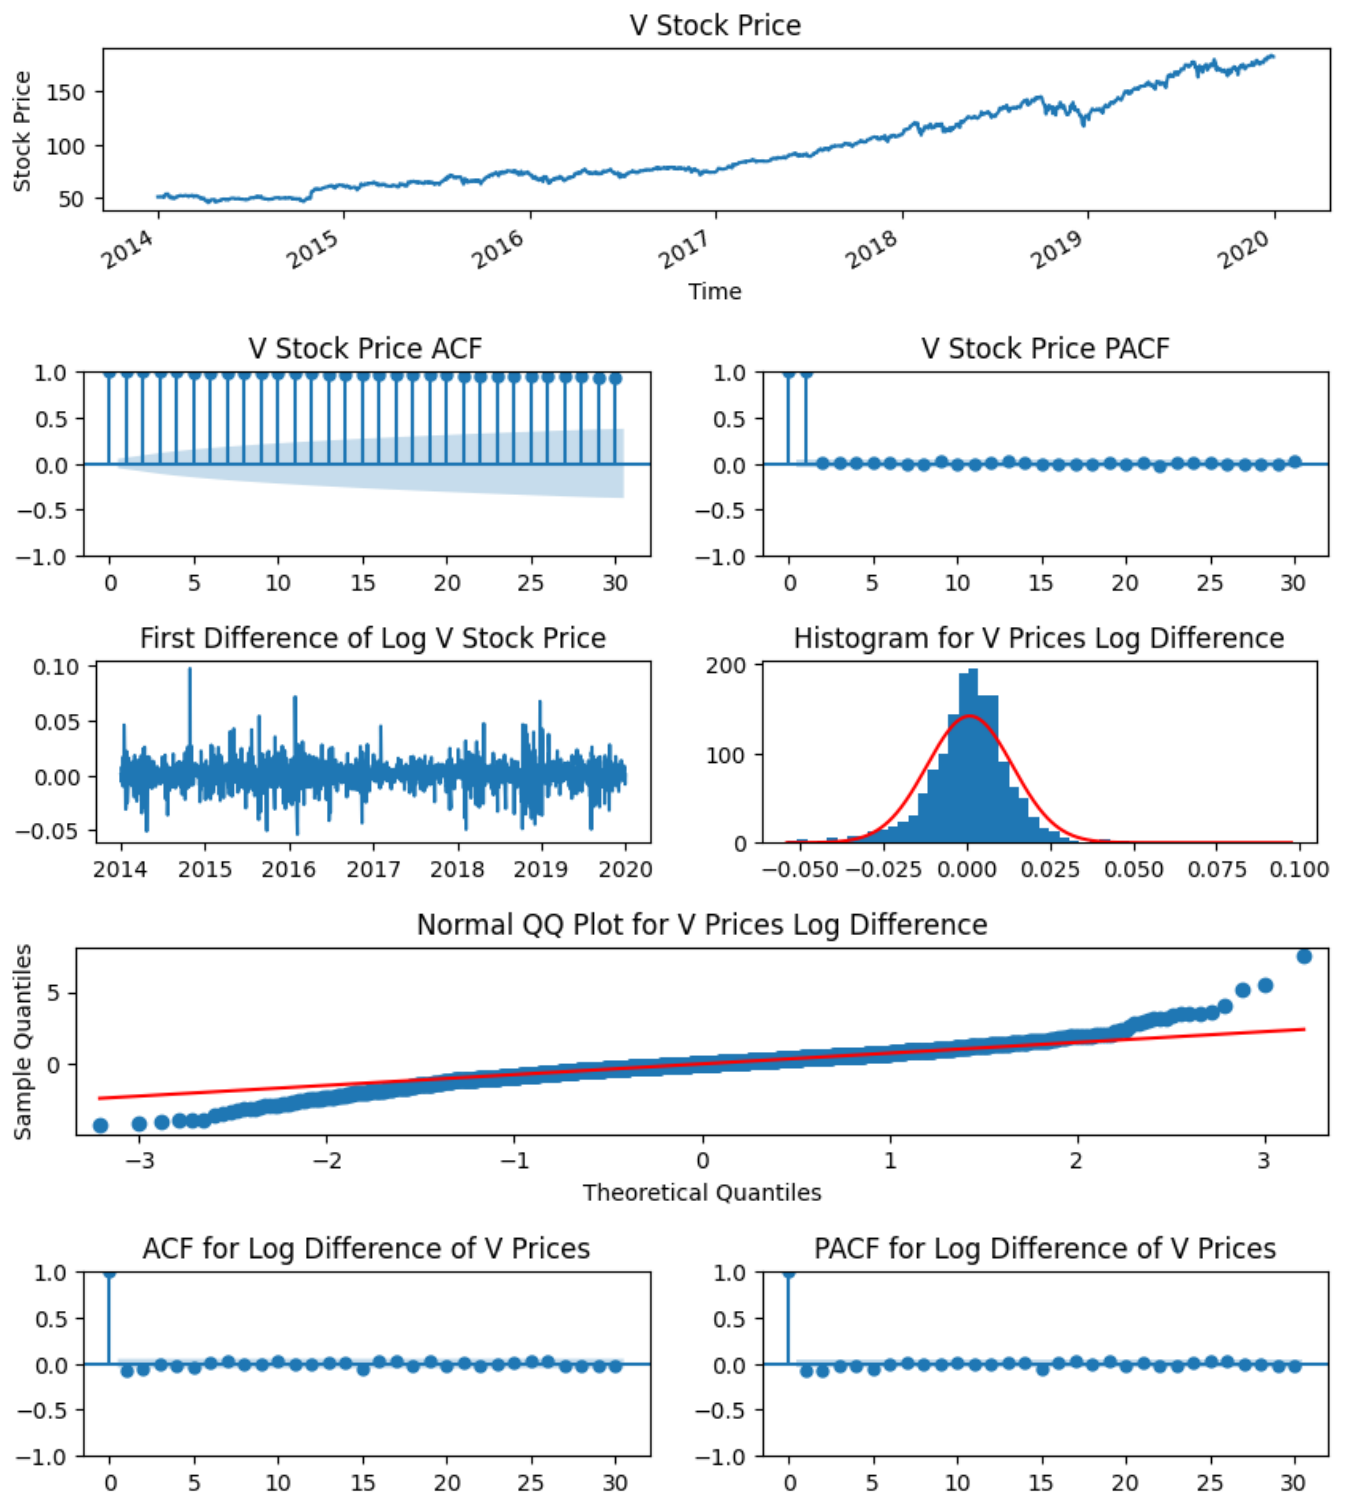 V Stock Price
Stock Price
150
100
50
2014 2015 2016 2017 2018 2019 2020
Time
V Stock Price ACF
1.0
0.5
0.0
−0.5
−1.0
0 5 10 15 20 25 30
V Stock Price PACF
1.0
0.5
0.0
−0.5
−1.0
0 5 10 15 20 25 30
First Difference of Log V Stock Price
0.10
0.05
0.00
−0.05
2014 2015 2016 2017 2018 2019 2020
Histogram for V Prices Log Difference
200
100
0
−0.050 −0.025 0.000 0.025 0.050 0.075 0.100
Normal QQ Plot for V Prices Log Difference
Sample Quantiles
5
0
−3 −2 −1 0 1 2 3
Theoretical Quantiles
ACF for Log Difference of V Prices
1.0
0.5
0.0
−0.5
−1.0
0 5 10 15 20 25 30
PACF for Log Difference of V Prices
1.0
0.5
0.0
−0.5
−1.0
0 5 10 15 20 25 30